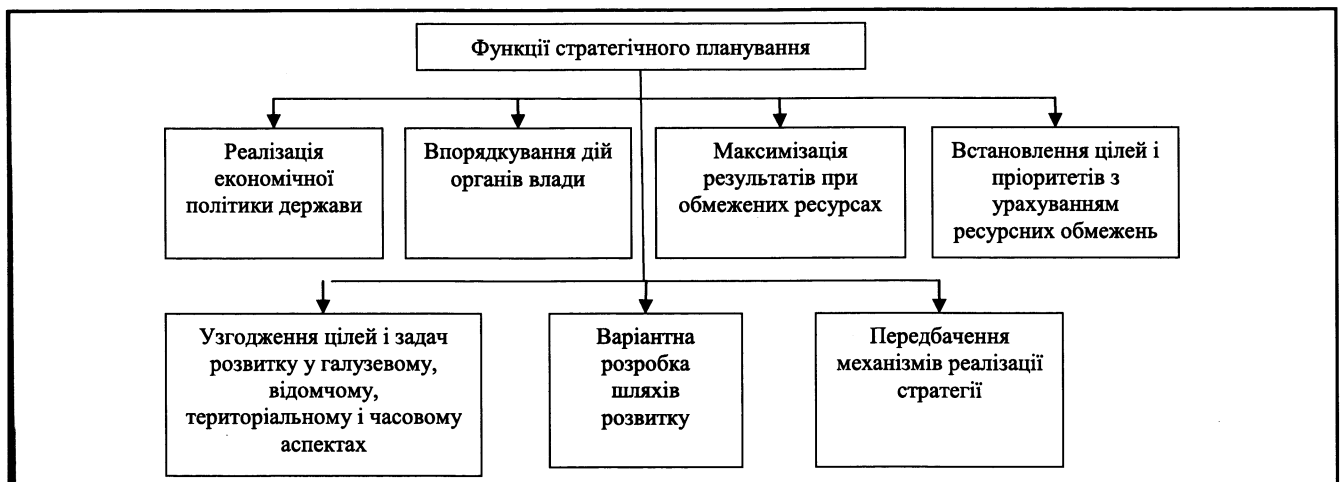 Функції стратегічного планування
Реалізація
економічної
політики держави
Впорядкування дій
органів влади
Максимізація
результатів при
обмежених ресурсах
Встановлення цілей і
пріоритетів з
урахуванням
ресурсних обмежень
Узгодження цілей і задач
розвитку у галузевому,
відомчому,
територіальному і часовому
аспектах
Варіантна
розробка
шляхів
розвитку
Передбачення
механізмів реалізації
стратегії